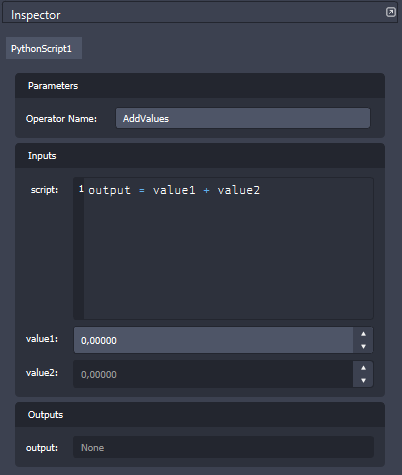 Inspector
PythonScript1
Parameters
Operator Name: AddValues
Inputs
script: 1 output = value1 + value2
value1: 0,00000
value2: 0,00000
Outputs
output: None